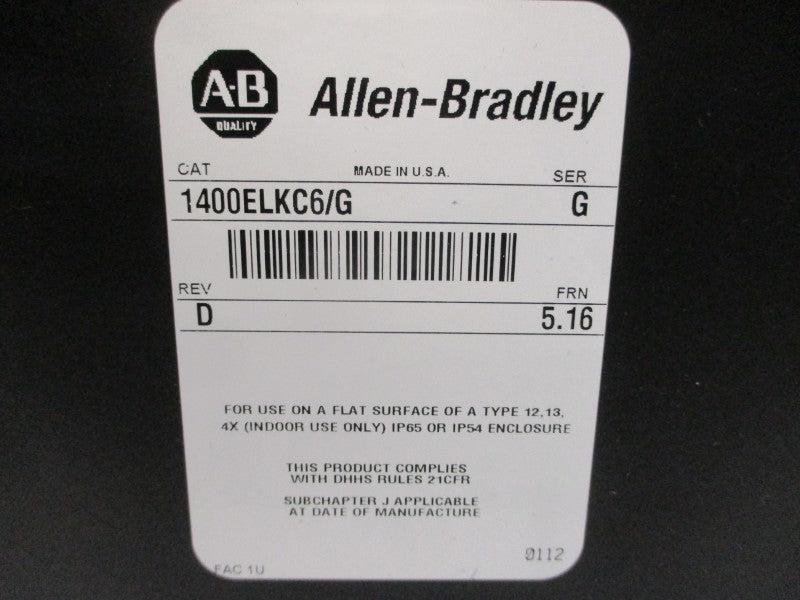 A-B
QUALITY
Allen-Bradley
CAT MADE IN U.S.A. SER
1400ELKC6/G G
REV FRN
D 5.16
FOR USE ON A FLAT SURFACE OF A TYPE 12,13,
4X (INDOOR USE ONLY) IP65 OR IP54 ENCLOSURE
THIS PRODUCT COMPLIES
WITH DHHS RULES 21CFR
SUBCHAPTER J APPLICABLE
AT DATE OF MANUFACTURE
0112
FAC 1U